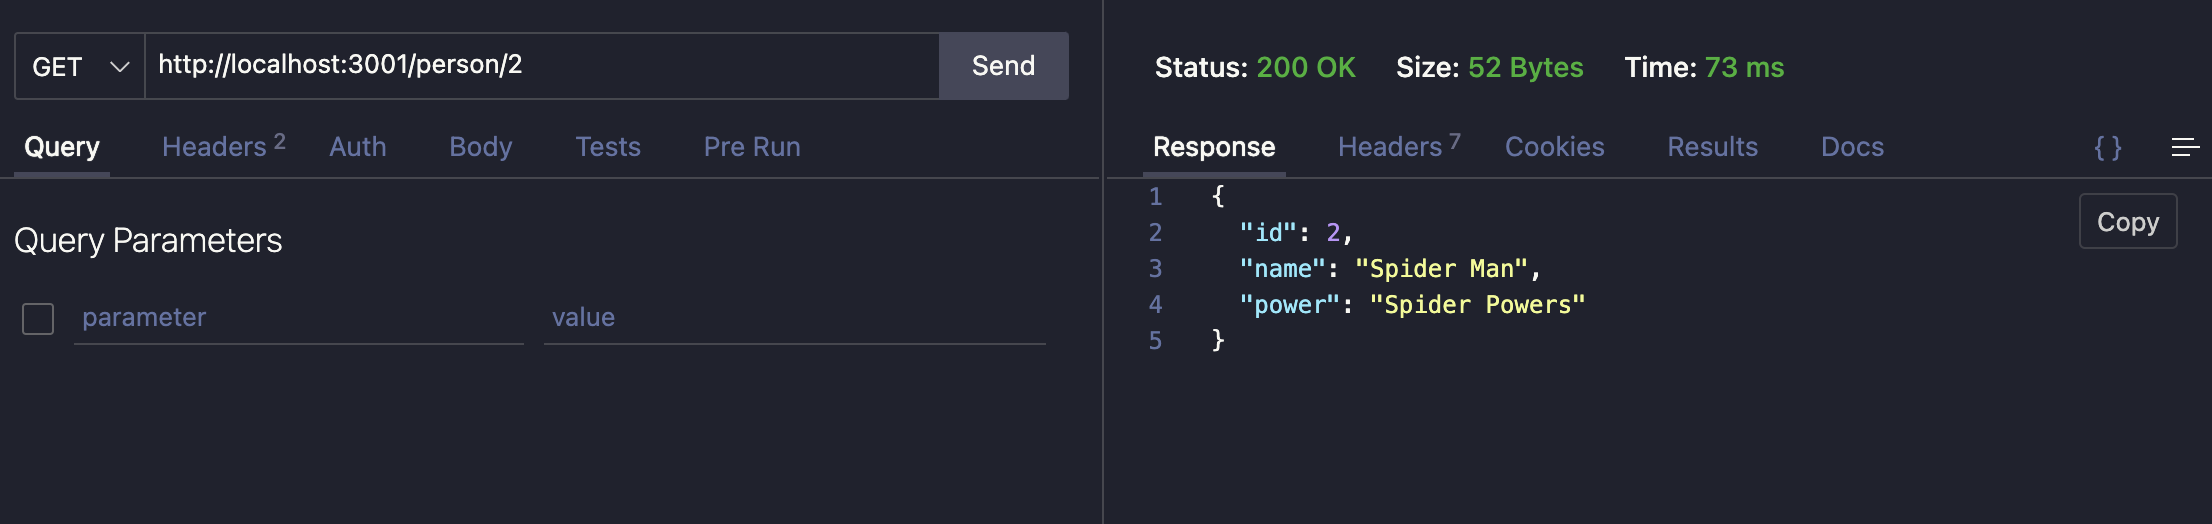 GET http://localhost:3001/person/2 Send
Query Headers 2 Auth Body Tests Pre Run
Query Parameters
parameter value
Status: 200 OK Size: 52 Bytes Time: 73 ms
Response Headers 7 Cookies Results Docs { }
Copy
1 {
2 "id": 2,
3 "name": "Spider Man",
4 "power": "Spider Powers"
5 }